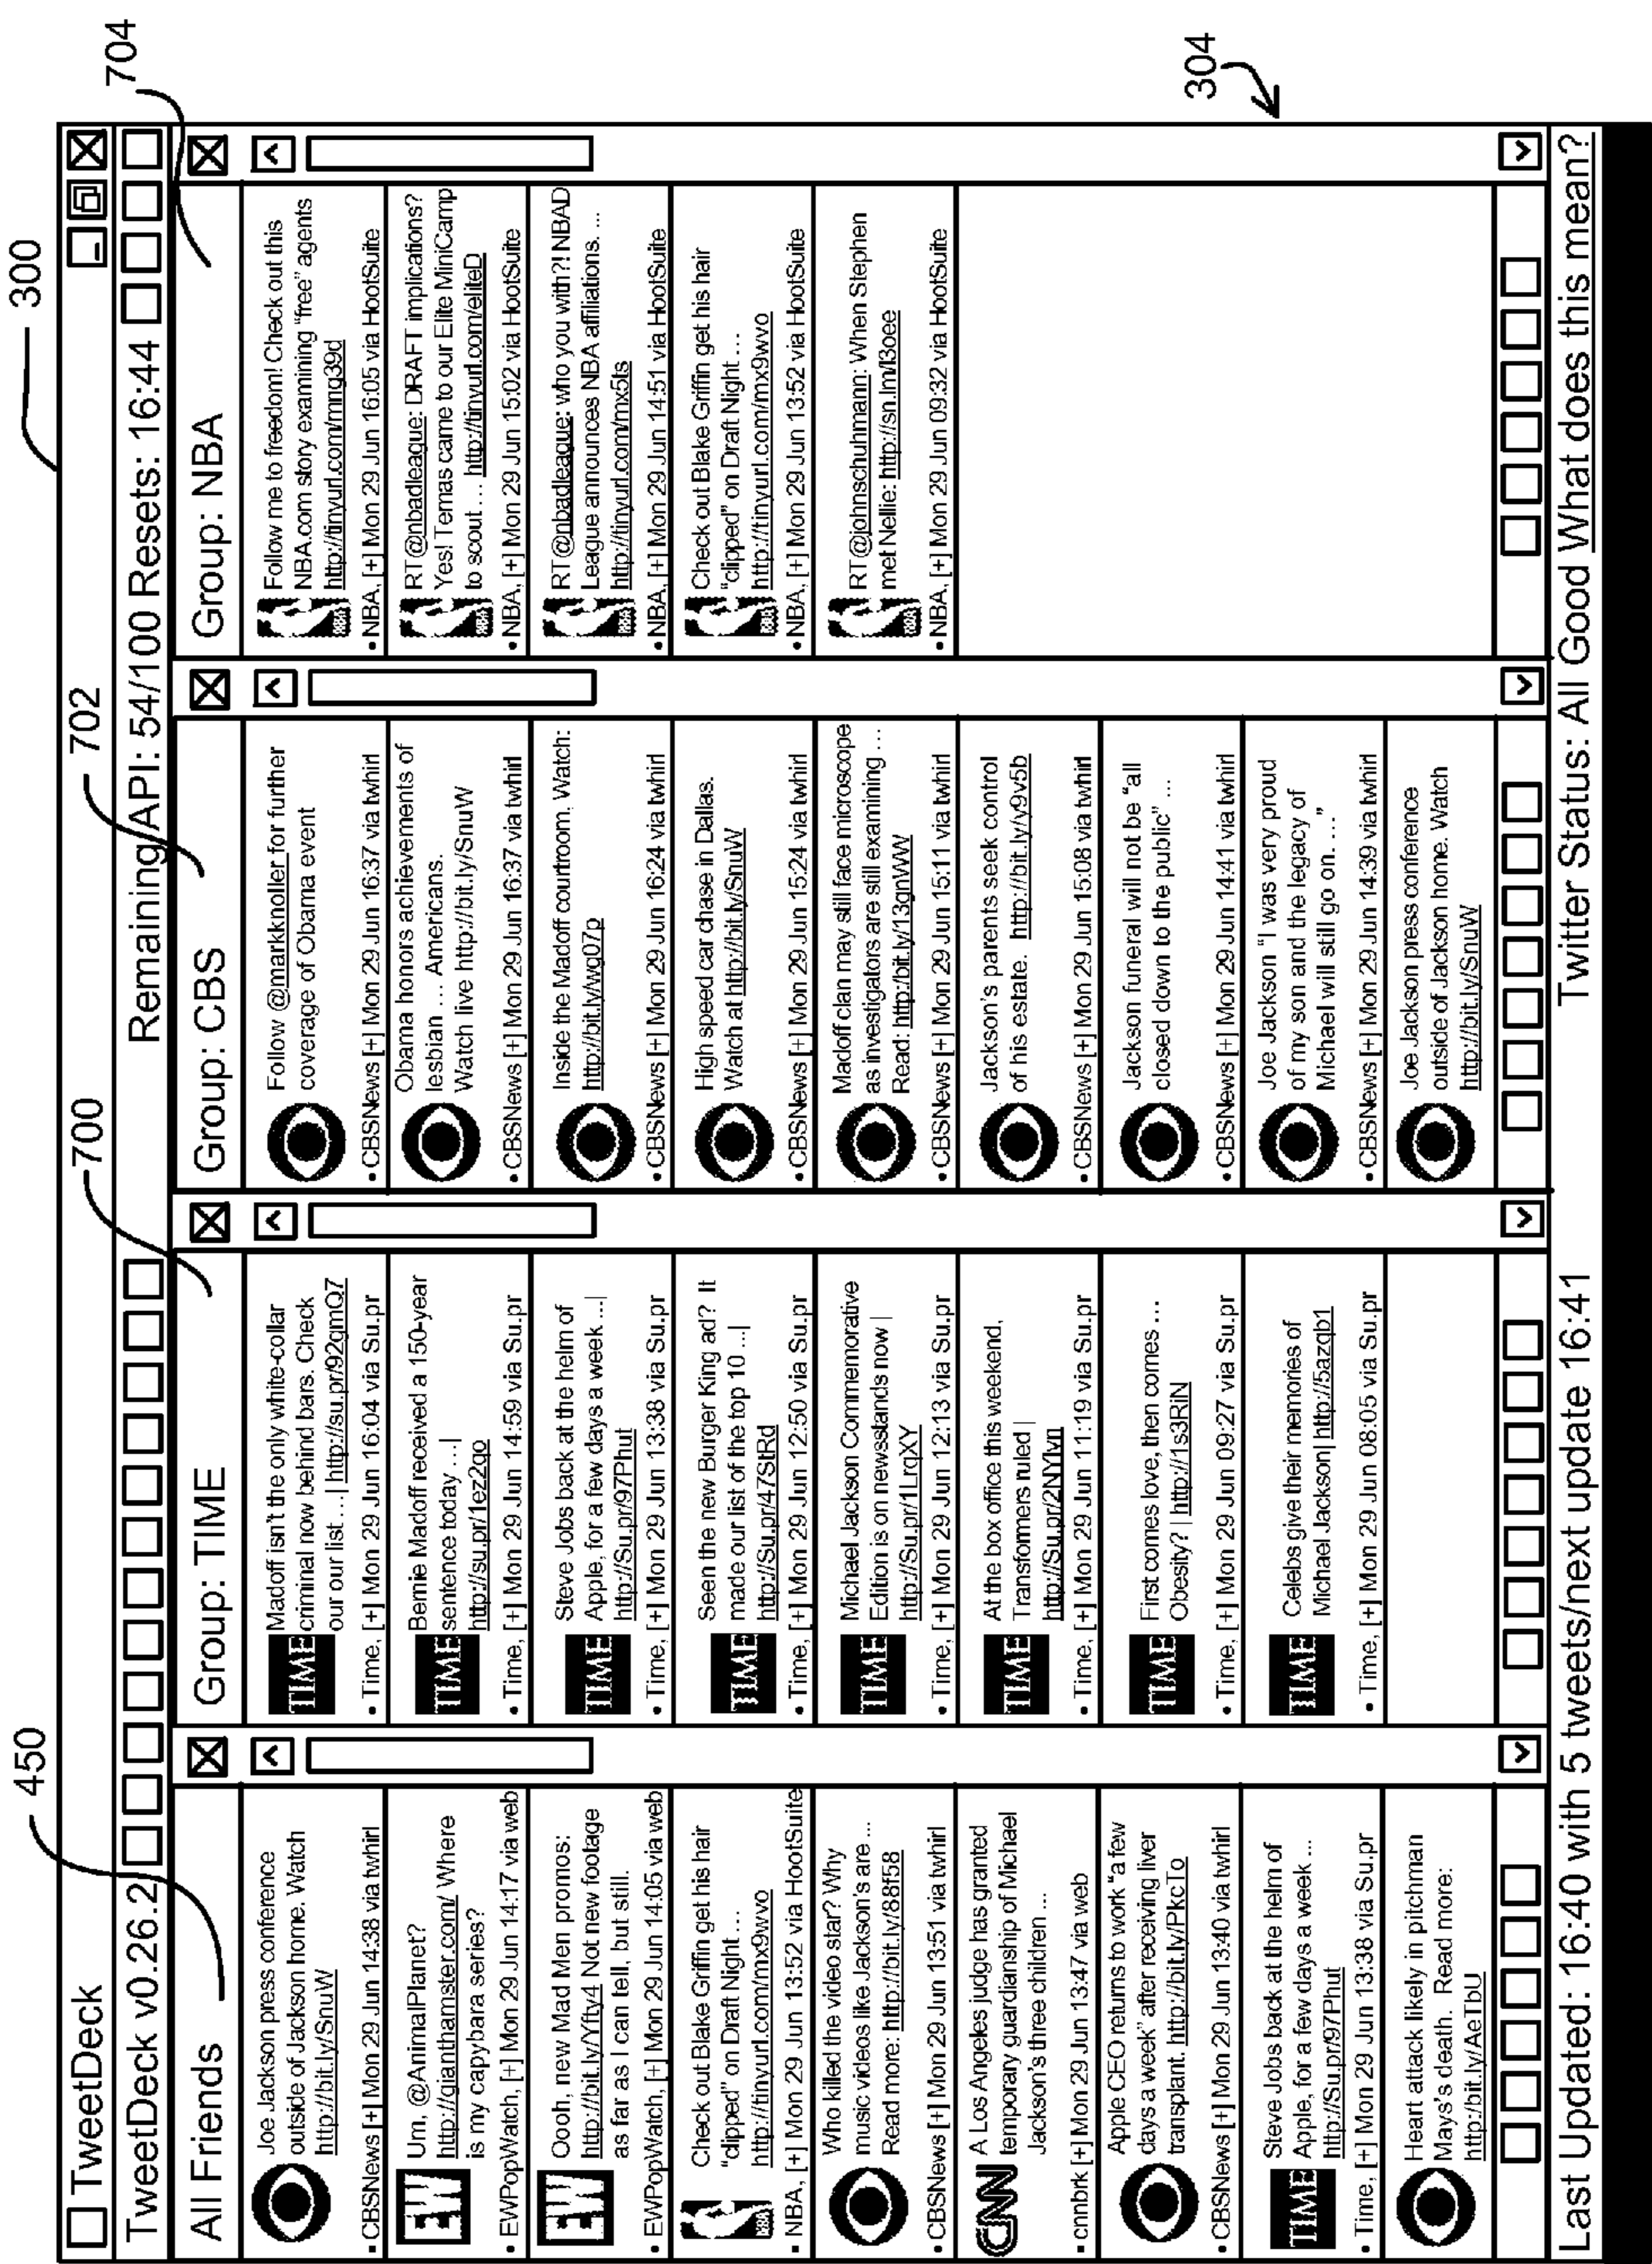 300
702
704
700
450
304
TweetDeck
TweetDeck v0.26.2
Remaining/API: 54/100 Resets: 16:44
All Friends
Joe Jackson press conference
outside of Jackson home. Watch
http://bit.ly/SnuW
• CBSNews [+] Mon 29 Jun 14:38 via twhirl
EW
Um, @AnimalPlanet?
http://gianthamster.com/ Where
is my capybara series?
• EWPopWatch, [+] Mon 29 Jun 14:17 via web
EW
Oooh, new Mad Men promos:
http://bit.ly/Yfty4 Not new footage
as far as I can tell, but still.
• EWPopWatch, [+] Mon 29 Jun 14:05 via web
NBA
Check out Blake Griffin get his hair
"clipped" on Draft Night ...
http://tinyurl.com/mx9wvo
• NBA, [+] Mon 29 Jun 13:52 via HootSuite
Who killed the video star? Why
music videos like Jackson's are ...
Read more: http://bit.ly/88f58
• CBSNews [+] Mon 29 Jun 13:51 via twhirl
CNN
A Los Angeles judge has granted
temporary guardianship of Michael
Jackson's three children ...
• cnnbrk [+] Mon 29 Jun 13:47 via web
Apple CEO returns to work "a few
days a week" after receiving liver
transplant. http://bit.ly/PkcTo
• CBSNews [+] Mon 29 Jun 13:40 via twhirl
TIME
Steve Jobs back at the helm of
Apple, for a few days a week ...
http://Su.pr/97Phut
• Time, [+] Mon 29 Jun 13:38 via Su.pr
Heart attack likely in pitchman
Mays's death. Read more:
http:/bit.ly/AeTbU
Group: TIME
TIME
Madoff isn't the only white-collar
criminal now behind bars. Check
our our list ...| http://su.pr/92gmQ7
• Time, [+] Mon 29 Jun 16:04 via Su.pr
TIME
Bernie Madoff received a 150-year
sentence today ...|
http://su.pr/1ez2qo
• Time, [+] Mon 29 Jun 14:59 via Su.pr
TIME
Steve Jobs back at the helm of
Apple, for a few days a week ...|
http://Su.pr/97Phut
• Time, [+] Mon 29 Jun 13:38 via Su.pr
TIME
Seen the new Burger King ad? It
made our list of the top 10 ...|
http://Su.pr/47StRd
• Time, [+] Mon 29 Jun 12:50 via Su.pr
TIME
Michael Jackson Commemorative
Edition is on newsstands now |
http://Su.pr/1LrqXY
• Time, [+] Mon 29 Jun 12:13 via Su.pr
TIME
At the box office this weekend,
Transformers ruled |
http://Su.pr/2NYlvn
• Time, [+] Mon 29 Jun 11:19 via Su.pr
TIME
First comes love, then comes ...
Obesity? | http://1s3RiN
• Time, [+] Mon 29 Jun 09:27 via Su.pr
TIME
Celebs give their memories of
Michael Jackson| http://5azqb1
• Time, [+] Mon 29 Jun 08:05 via Su.pr
Group: CBS
Follow @markknoller for further
coverage of Obama event
• CBSNews [+] Mon 29 Jun 16:37 via twhirl
Obama honors achievements of
lesbian ... Americans.
Watch live http://bit.ly/SnuW
• CBSNews [+] Mon 29 Jun 16:37 via twhirl
Inside the Madoff courtroom. Watch:
http://bit.ly/wg07p
• CBSNews [+] Mon 29 Jun 16:24 via twhirl
High speed car chase in Dallas.
Watch at http://bit.ly/SnuW
• CBSNews [+] Mon 29 Jun 15:24 via twhirl
Madoff clan may still face microscope
as investigators are still examining ...
Read: http:/bit.ly/13gnWW
• CBSNews [+] Mon 29 Jun 15:11 via twhirl
Jackson's parents seek control
of his estate. http://bit.ly/y9v5b
• CBSNews [+] Mon 29 Jun 15:08 via twhirl
Jackson funeral will not be "all
closed down to the public" ...
• CBSNews [+] Mon 29 Jun 14:41 via twhirl
Joe Jackson "I was very proud
of my son and the legacy of
Michael will still go on. ..."
• CBSNews [+] Mon 29 Jun 14:39 via twhirl
Joe Jackson press conference
outside of Jackson home. Watch
http://bit.ly/SnuW
Group: NBA
NBA
Follow me to freedom! Check out this
NBA.com story examining "free" agents
http://tinyurl.com/mng39d
• NBA, [+] Mon 29 Jun 16:05 via HootSuite
NBA
RT@nbadleague: DRAFT implications?
Yes! Temas came to our Elite MiniCamp
to scout ... http://tinyurl.com/eliteD
• NBA, [+] Mon 29 Jun 15:02 via HootSuite
NBA
RT@nbadleague: who you with?! NBAD
League announces NBA affiliations. ...
http://tinyurl.com/mx5ts
• NBA, [+] Mon 29 Jun 14:51 via HootSuite
NBA
Check out Blake Griffin get his hair
"clipped" on Draft Night ...
http://tinyurl.com/mx9wvo
• NBA, [+] Mon 29 Jun 13:52 via HootSuite
NBA
RT@johnschuhmann: When Stephen
met Nellie: http://sn.lm/l3oee
• NBA, [+] Mon 29 Jun 09:32 via HootSuite
Last Updated: 16:40 with 5 tweets/next update 16:41
Twitter Status: All Good What does this mean?